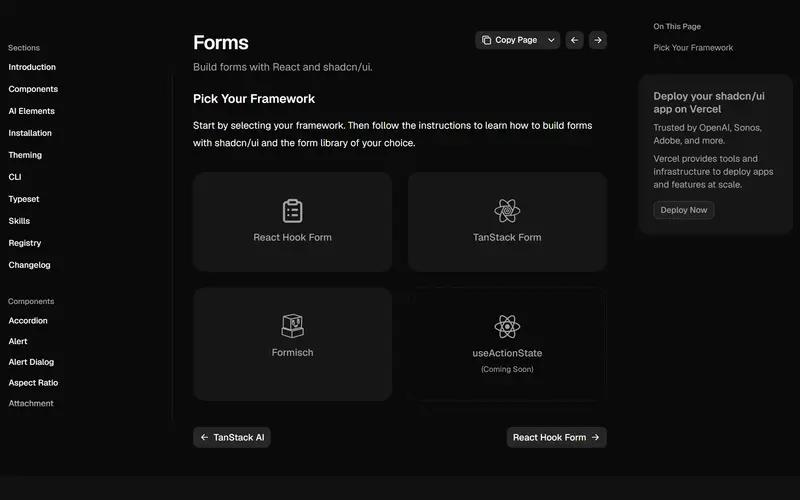 Sections
Introduction
Components
AI Elements
Installation
Theming
CLI
Typeset
Skills
Registry
Changelog
Components
Accordion
Alert
Alert Dialog
Aspect Ratio
Attachment
Forms
Copy Page
Build forms with React and shadcn/ui.
Pick Your Framework
Start by selecting your framework. Then follow the instructions to learn how to build forms
with shadcn/ui and the form library of your choice.
React Hook Form
TanStack Form
Formisch
useActionState
(Coming Soon)
← TanStack AI
React Hook Form →
On This Page
Pick Your Framework
Deploy your shadcn/ui
app on Vercel
Trusted by OpenAI, Sonos,
Adobe, and more.
Vercel provides tools and
infrastructure to deploy apps
and features at scale.
Deploy Now